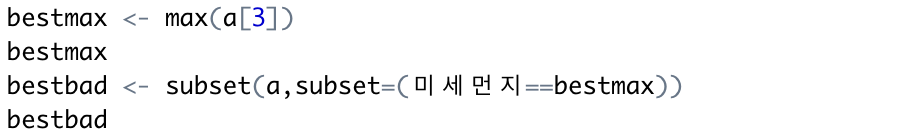 bestmax <- max(a[3])
bestmax
bestbad <- subset(a,subset=(미세먼지==bestmax))
bestbad